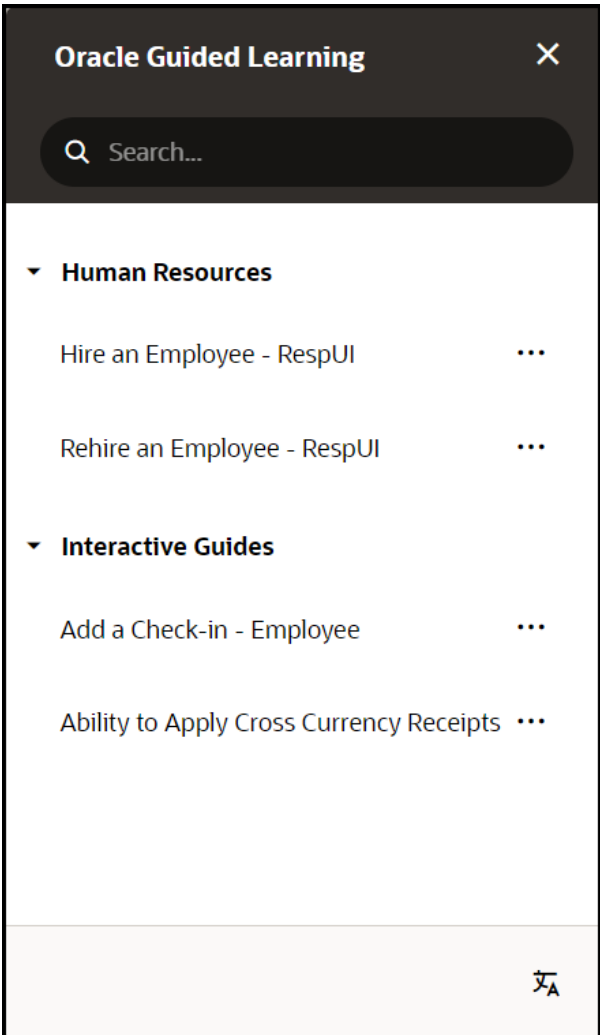 Oracle Guided Learning
Search...
Human Resources
Hire an Employee - RespUI
Rehire an Employee - RespUI
Interactive Guides
Add a Check-in - Employee
Ability to Apply Cross Currency Receipts